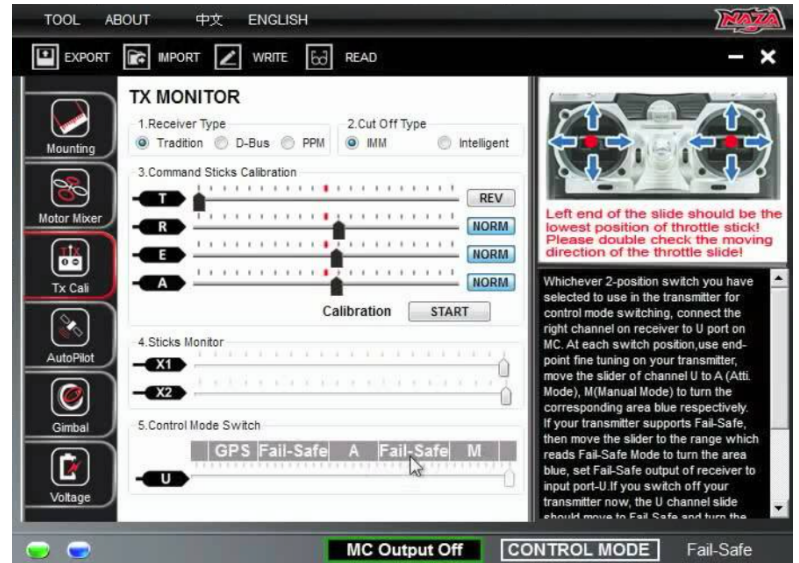 TOOL ABOUT 中文 ENGLISH
NAZA
EXPORT IMPORT WRITE READ
Mounting
Motor Mixer
Tx Cali
AutoPilot
Gimbal
Voltage
TX MONITOR
1.Receiver Type
Tradition D-Bus PPM
2.Cut Off Type
IMM Intelligent
3.Command Sticks Calibration
T REV
R NORM
E NORM
A NORM
Calibration START
4.Sticks Monitor
X1
X2
5.Control Mode Switch
GPS Fail-Safe A Fail-Safe M
U
Left end of the slide should be the
lowest position of throttle stick!
Please double check the moving
direction of the throttle slide!
Whichever 2-position switch you have
selected to use in the transmitter for
control mode switching, connect the
right channel on receiver to U port on
MC. At each switch position,use end-
point fine tuning on your transmitter,
move the slider of channel U to A (Atti.
Mode), M(Manual Mode) to turn the
corresponding area blue respectively.
If your transmitter supports Fail-Safe,
then move the slider to the range which
reads Fail-Safe Mode to turn the area
blue, set Fail-Safe output of receiver to
input port-U.If you switch off your
transmitter now, the U channel slide
should move to Fail Safe and turn the
MC Output Off CONTROL MODE Fail-Safe